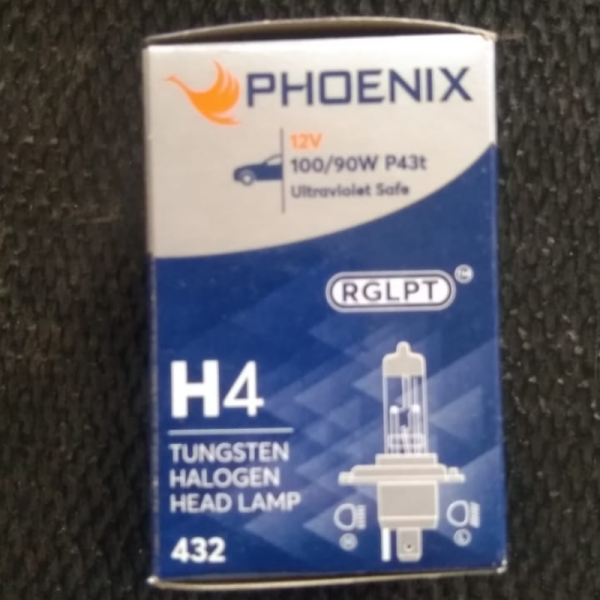 PHOENIX
12V
100/90W P43t
Ultraviolet Safe
RGLPT
H4
TUNGSTEN
HALOGEN
HEAD LAMP
432